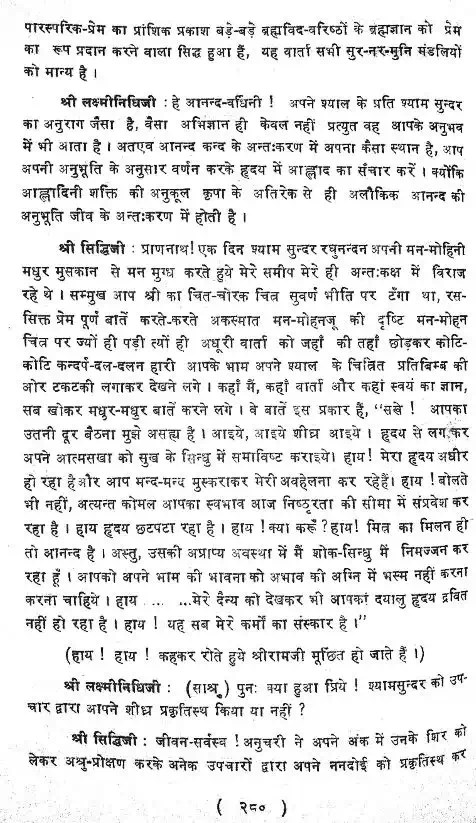 पारस्परिक-प्रेम का प्रांशिक प्रकाश बड़े-बड़े ब्रह्मविद-वरिष्ठों के ब्रह्मज्ञान को प्रेम
का रूप प्रदान करने वाला सिद्ध हुआ हैं, यह वार्ता सभी सुर-नर-मुनि मंडलियों
को मान्य है ।
श्री लक्ष्मीनिधिजी : हे आनन्द-वर्धिनी ! अपने श्याल के प्रति श्याम सुन्दर
का अनुराग जैसा है, वैसा अभिज्ञान ही केवल नहीं प्रत्युत वह आपके अनुभव
में भी आता है । अतएव आनन्द कन्द के अन्तःकरण में अपना कैसा स्थान है, आप
अपनी अनुभूति के अनुसार वर्णन करके हृदय में आह्लाद का संचार करें । क्योंकि
आह्लादिनी शक्ति की अनुकूल कृपा के अतिरेक से ही अलौकिक आनन्द की
अनुभूति जीव के अन्तःकरण में होती है ।
श्री सिद्धिजी : प्राणनाथ! एक दिन श्याम सुन्दर रघुनन्दन अपनी मन-मोहिनी
मधुर मुसकान से मन मुग्ध करते हुये मेरे समीप मेरे ही अन्तःकक्ष में विराज
रहे थे । सम्मुख आप श्री का चित-चोरक चित्र सुवर्ण भीति पर टँगा था, रस-
सिक्त प्रेम पूर्ण बातें करते-करते अकस्मात मन-मोहनजू की दृष्टि मन-मोहन
चित्र पर ज्यों ही पड़ी त्यों ही अधूरी वार्ता को जहाँ की तहाँ छोड़कर कोटि-
कोटि कन्दर्प-दल-दलन हारी आपके भाम अपने श्याल के चित्रित प्रतिबिम्ब की
ओर टकटकी लगाकर देखने लगे । कहाँ मैं, कहाँ वार्ता और कहां स्वयं का ज्ञान,
सब खोकर मधुर-मधुर बातें करने लगे । वे बातें इस प्रकार हैं, "सखे ! आपका
उतनी दूर बैठना मुझे असह्य है । आइये, आइये शीघ्र आइये । हृदय से लगकर
अपने आत्मसखा को सुख के सिन्धु में समाविष्ट कराइये। हाय! मेरा हृदय अधीर
हो रहा है और आप मन्द-मन्द मुस्कराकर मेरी अवहेलना कर रहेहैं। हाय ! बोलते
भी नहीं, अत्यन्त कोमल आपका स्वभाव आज निष्ठुरता की सीमा में संप्रवेश कर
रहा है । हाय हृदय छटपटा रहा है । हाय ! क्या करूँ ? हाय! मित्र का मिलन ही
तो आनन्द है । अस्तु, उसकी अप्राप्य अवस्था में मैं शोक-सिन्धु में निमज्जन कर
रहा हूँ । आपको अपने भाम की भावना को अभाव की अग्नि में भस्म नहीं करना
करना चाहिये । हाय ... ...मेरे दैन्य को देखकर भी आपका दयालु हृदय द्रवित
नहीं हो रहा है । हाय ! यह सब मेरे कर्मों का संस्कार है ।"
(हाय ! हाय ! कहकर रोते हुये श्रीरामजी मूर्छित हो जाते हैं ।)
श्री लक्ष्मीनिधिजी : (साश्रु) पुनः क्या हुआ प्रिये ! श्यामसुन्दर को उप-
चार द्वारा आपने शीघ्र प्रकृतिस्थ किया या नहीं ?
श्री सिद्धिजी : जीवन-सर्वस्व ! अनुचरी ने अपने अंक में उनके शिर को
लेकर अश्रु-प्रोक्षण करके अनेक उपचारों द्वारा अपने ननदोई को प्रकृतिस्थ कर
( २८० )